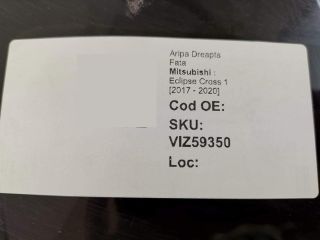 Aripa Dreapta
Fata
Mitsubishi :
Eclipse Cross 1
[2017 - 2020]
Cod OE:
SKU:
VIZ59350
Loc: